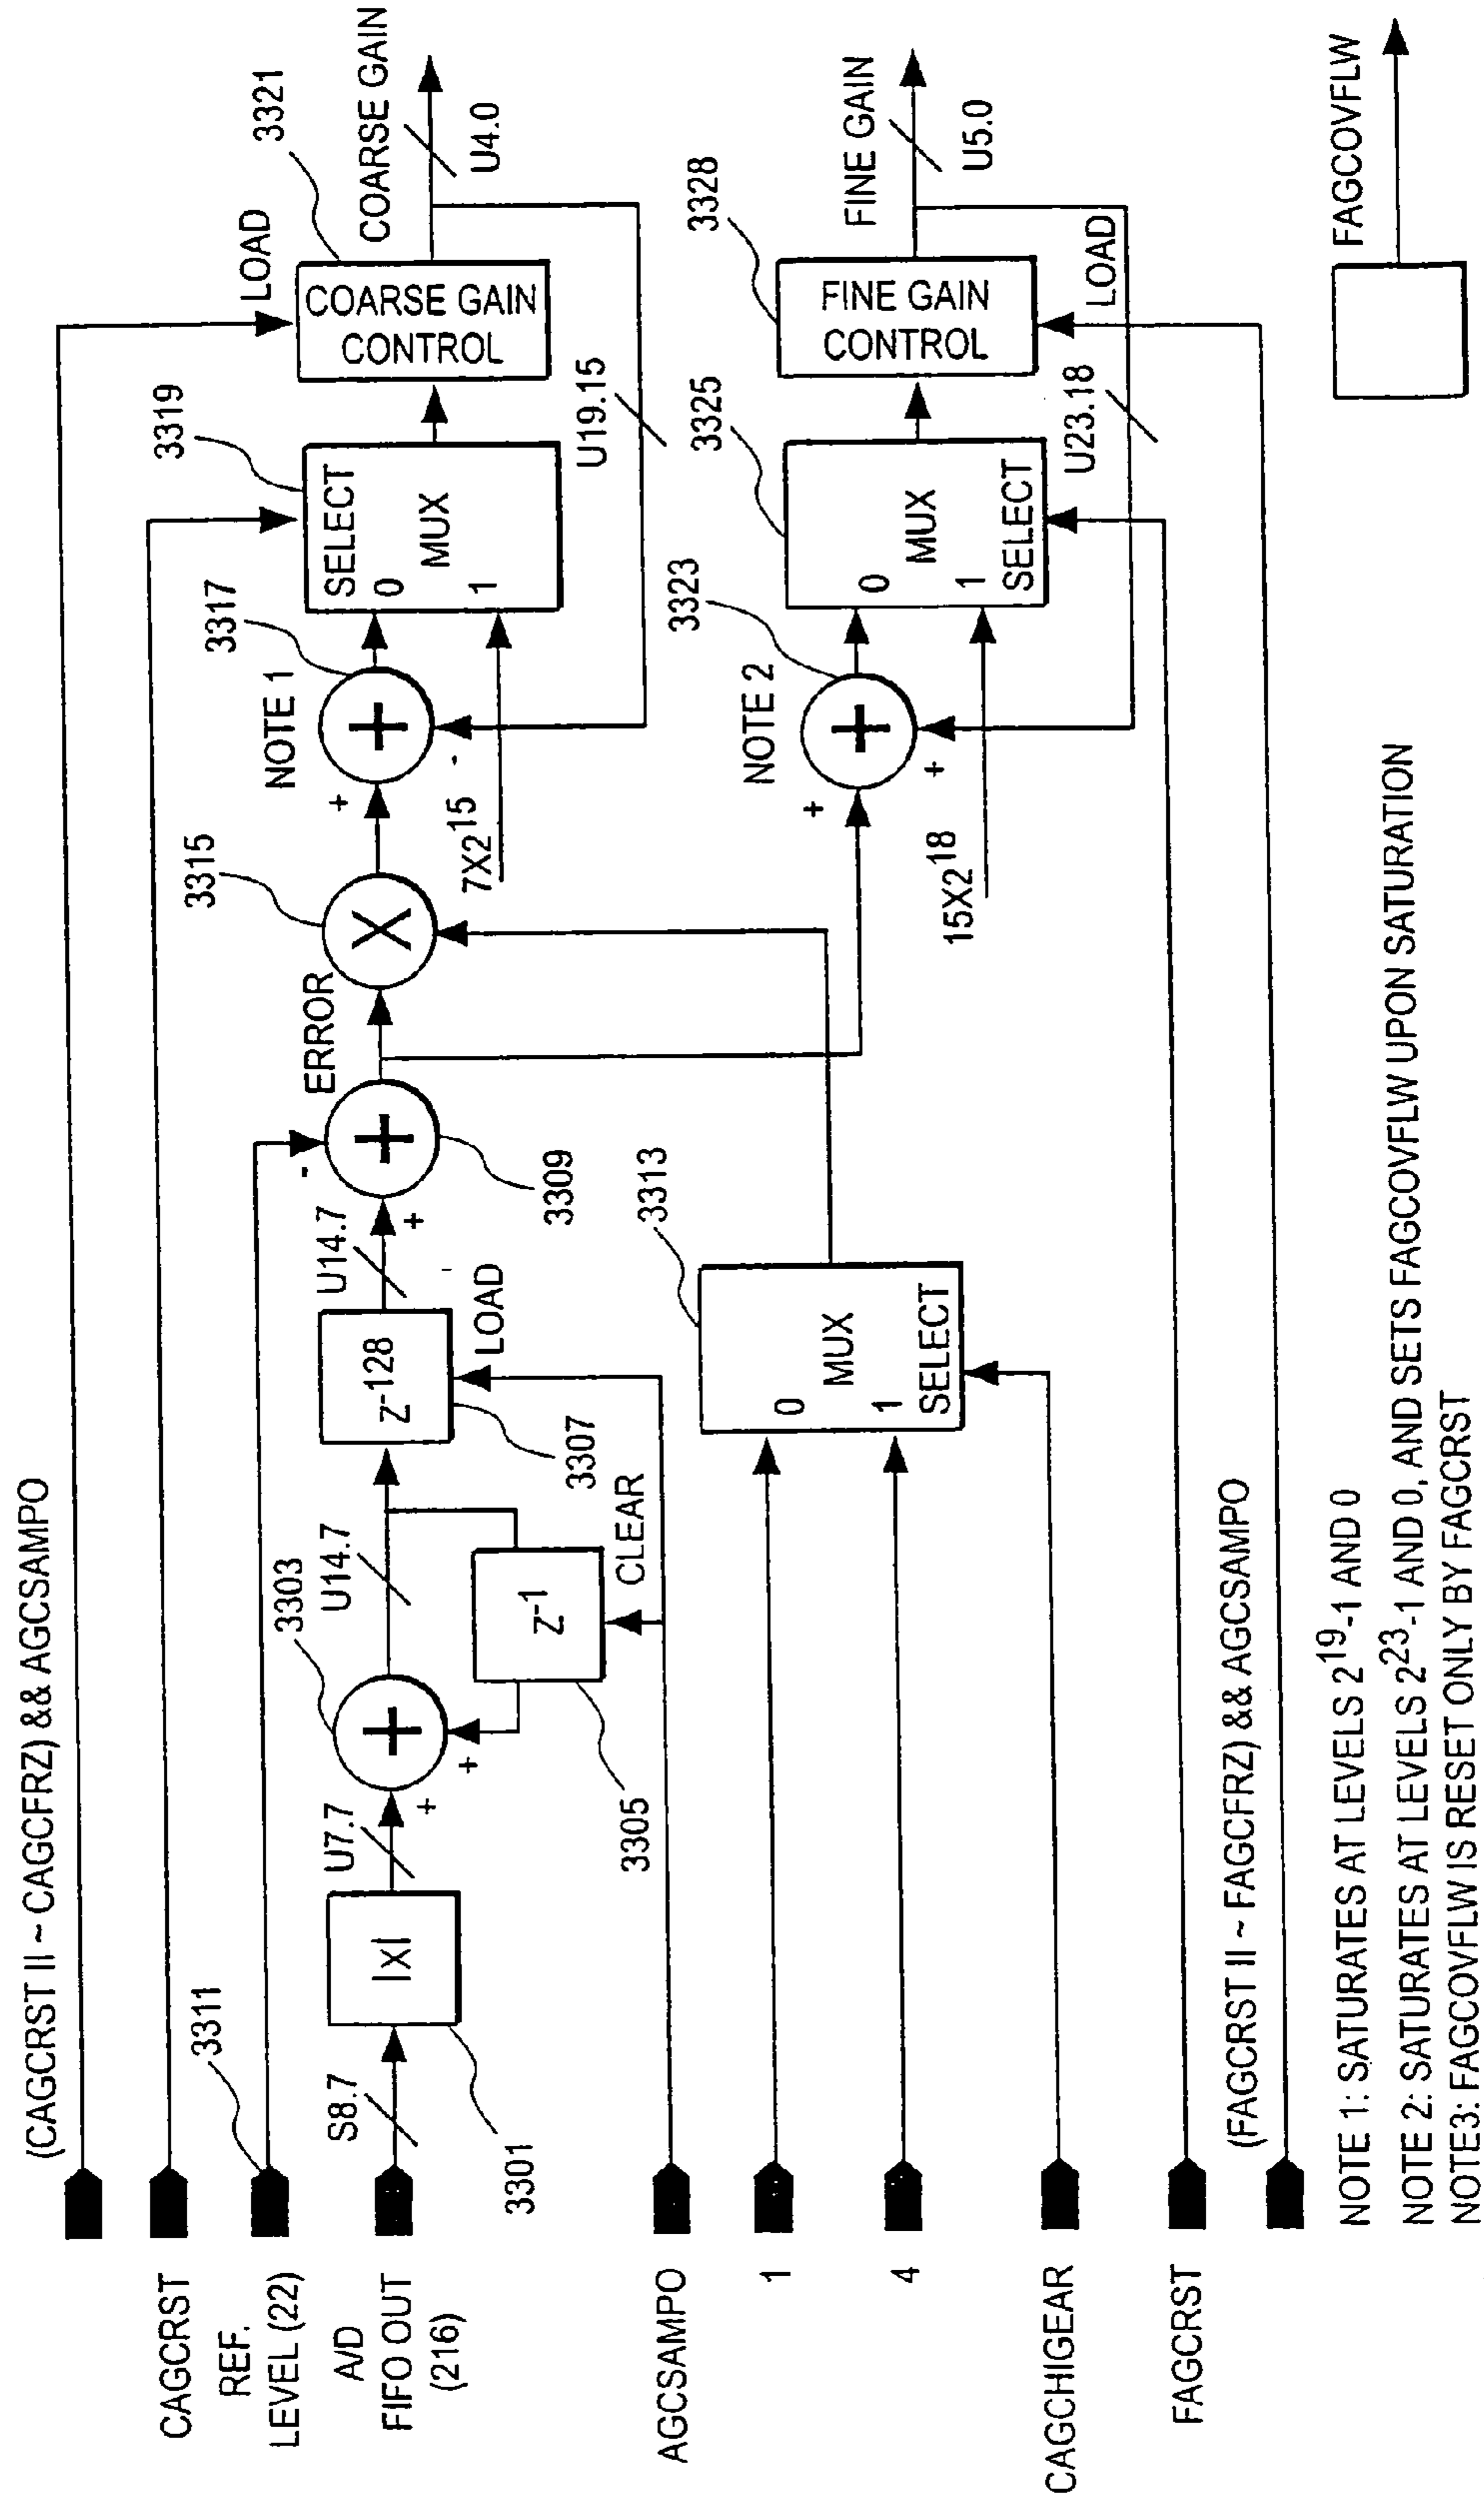 (CAGCRST II ~ CAGCFRZ) && AGCSAMPO
CAGCRST
REF.
LEVEL (22)
3311
A/D
FIFO OUT
(216)
S8.7
3301
|x|
U7.7
+
+
3303
+
3305
z-1
CLEAR
U14.7
3307
z-128
LOAD
U14.7
+
-
+
3309
ERROR
3315
X
NOTE 1
3317
+
+
-
7X2 15
3319
SELECT
0
MUX
1
LOAD
COARSE GAIN
CONTROL
3321
U19.15
COARSE GAIN
U4.0
AGCSAMPO
1
4
CAGCHIGEAR
3313
0
MUX
1
SELECT
NOTE 2
3323
+
+
+
15X2 18
3325
0
MUX
1
SELECT
FINE GAIN
CONTROL
3328
LOAD
U23.18
FINE GAIN
U5.0
FAGCRST
(FAGCRST II ~ FAGCFRZ) && AGCSAMPO
FAGCOVFLW
NOTE 1: SATURATES AT LEVELS 2 19-1 AND 0
NOTE 2: SATURATES AT LEVELS 2 23-1 AND 0, AND SETS FAGCOVFLW UPON SATURATION
NOTE3: FAGCOVFLW IS RESET ONLY BY FAGCRST